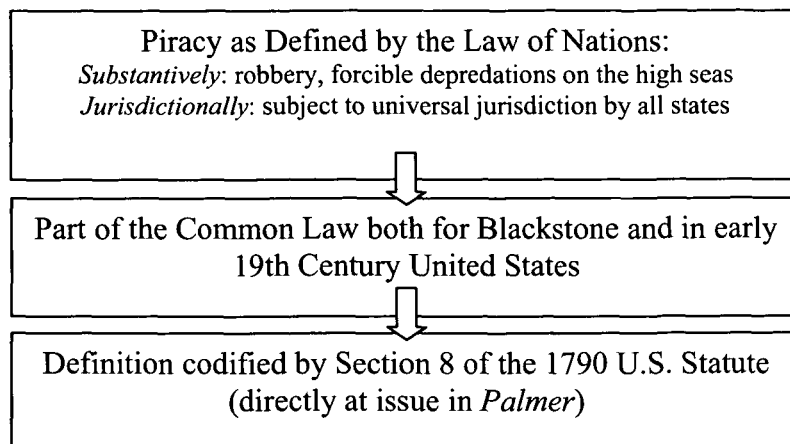 Piracy as Defined by the Law of Nations:
Substantively: robbery, forcible depredations on the high seas
Jurisdictionally: subject to universal jurisdiction by all states
Part of the Common Law both for Blackstone and in early
19th Century United States
Definition codified by Section 8 of the 1790 U.S. Statute
(directly at issue in Palmer)